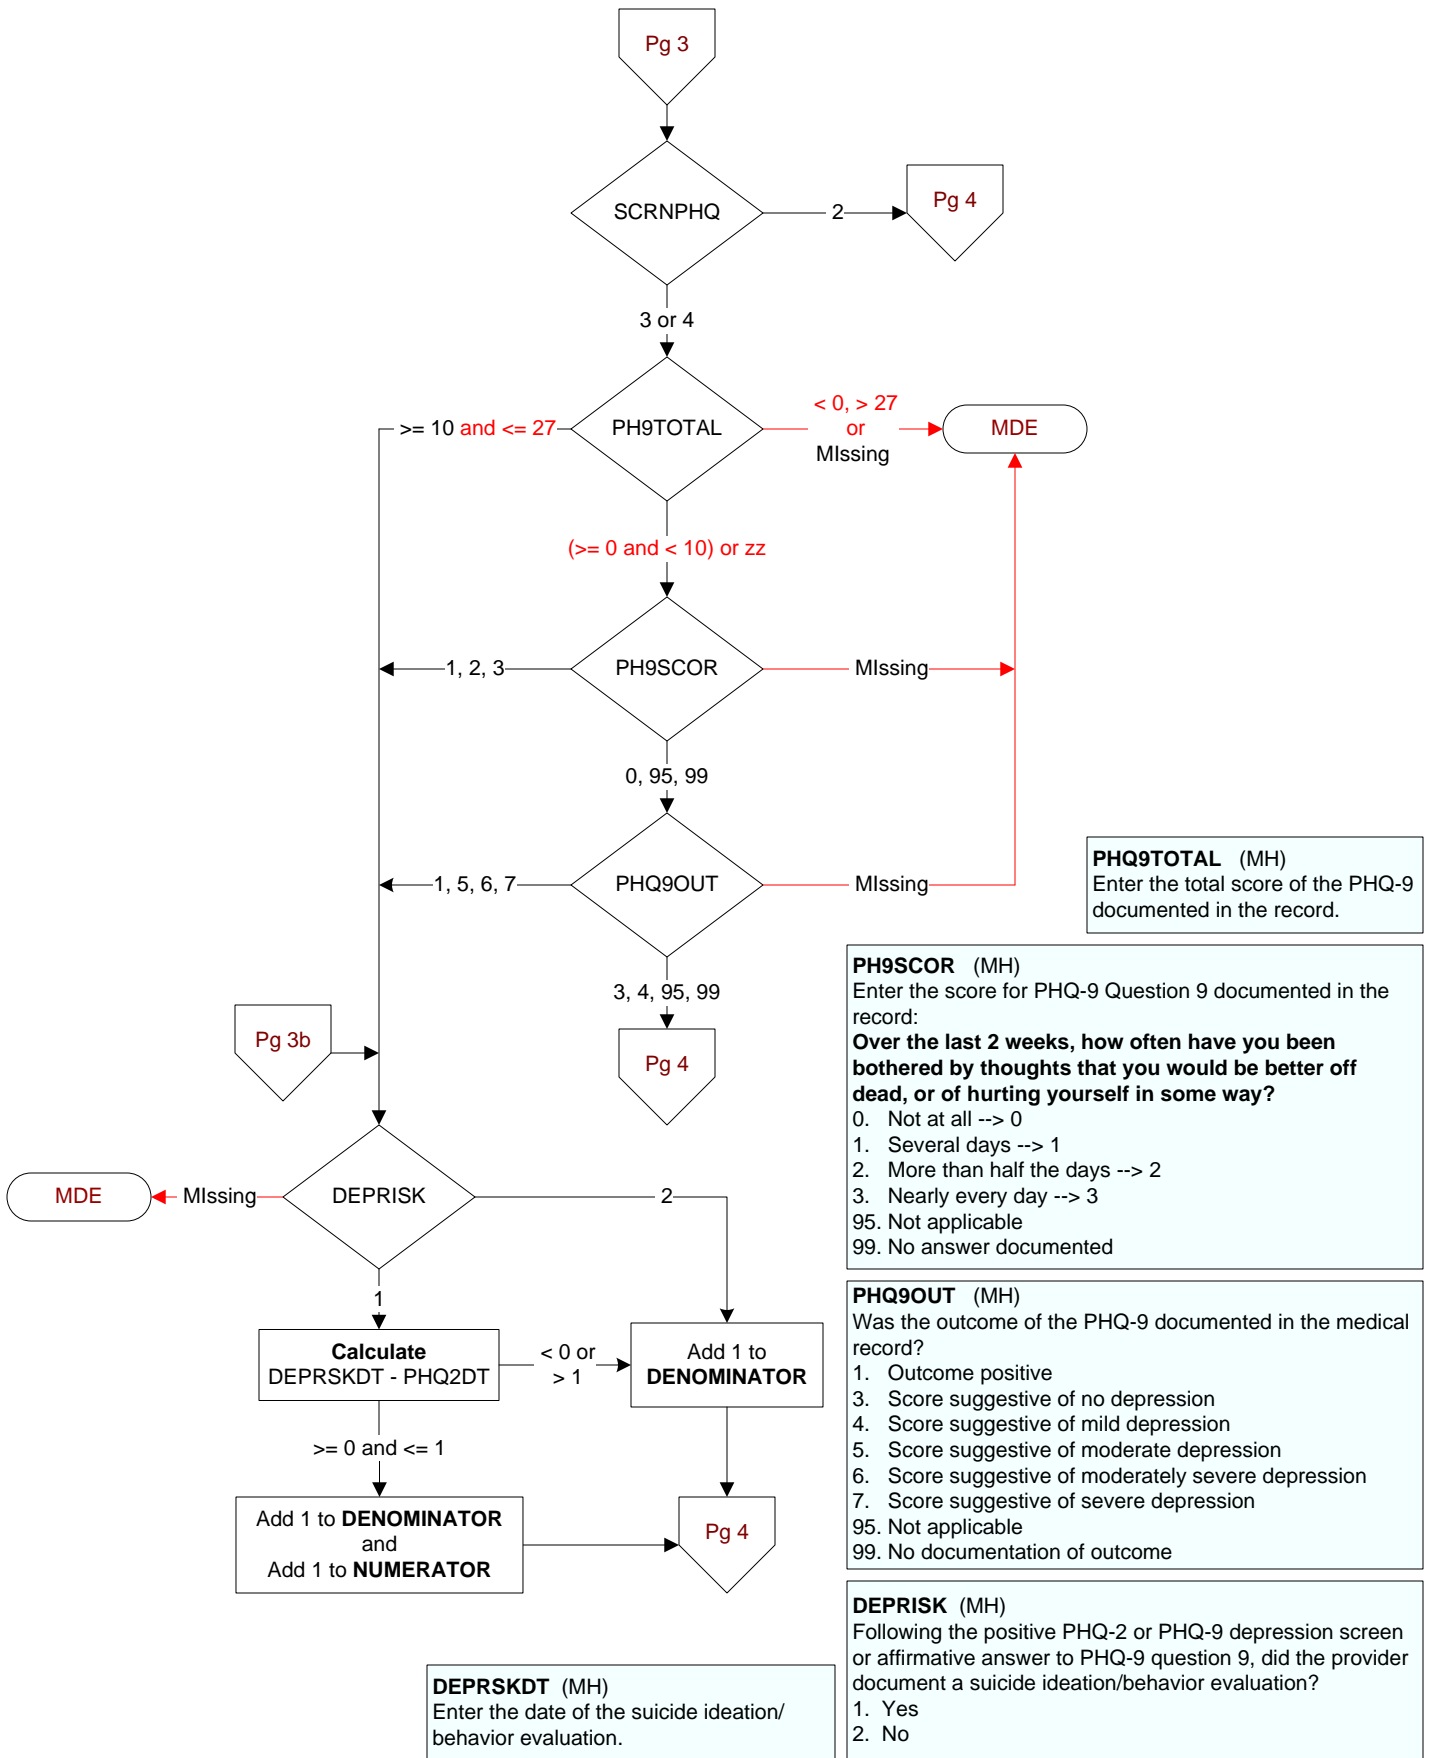 Pg 3
SCRNPHQ
2
Pg 4
3 or 4
>= 10 and <= 27
PH9TOTAL
< 0, > 27
or
MIssing
MDE
(>= 0 and < 10) or zz
1, 2, 3
PH9SCOR
MIssing
0, 95, 99
1, 5, 6, 7
PHQ9OUT
MIssing
3, 4, 95, 99
Pg 4
Pg 3b
MDE
MIssing
DEPRISK
2
1
Calculate
DEPRSKDT - PHQ2DT
< 0 or
> 1
Add 1 to
DENOMINATOR
>= 0 and <= 1
Add 1 to DENOMINATOR
and
Add 1 to NUMERATOR
Pg 4
PHQ9TOTAL (MH)
Enter the total score of the PHQ-9
documented in the record.
PH9SCOR (MH)
Enter the score for PHQ-9 Question 9 documented in the
record:
Over the last 2 weeks, how often have you been
bothered by thoughts that you would be better off
dead, or of hurting yourself in some way?
0. Not at all --> 0
1. Several days --> 1
2. More than half the days --> 2
3. Nearly every day --> 3
95. Not applicable
99. No answer documented
PHQ9OUT (MH)
Was the outcome of the PHQ-9 documented in the medical
record?
1. Outcome positive
3. Score suggestive of no depression
4. Score suggestive of mild depression
5. Score suggestive of moderate depression
6. Score suggestive of moderately severe depression
7. Score suggestive of severe depression
95. Not applicable
99. No documentation of outcome
DEPRISK (MH)
Following the positive PHQ-2 or PHQ-9 depression screen
or affirmative answer to PHQ-9 question 9, did the provider
document a suicide ideation/behavior evaluation?
1. Yes
2. No
DEPRSKDT (MH)
Enter the date of the suicide ideation/
behavior evaluation.